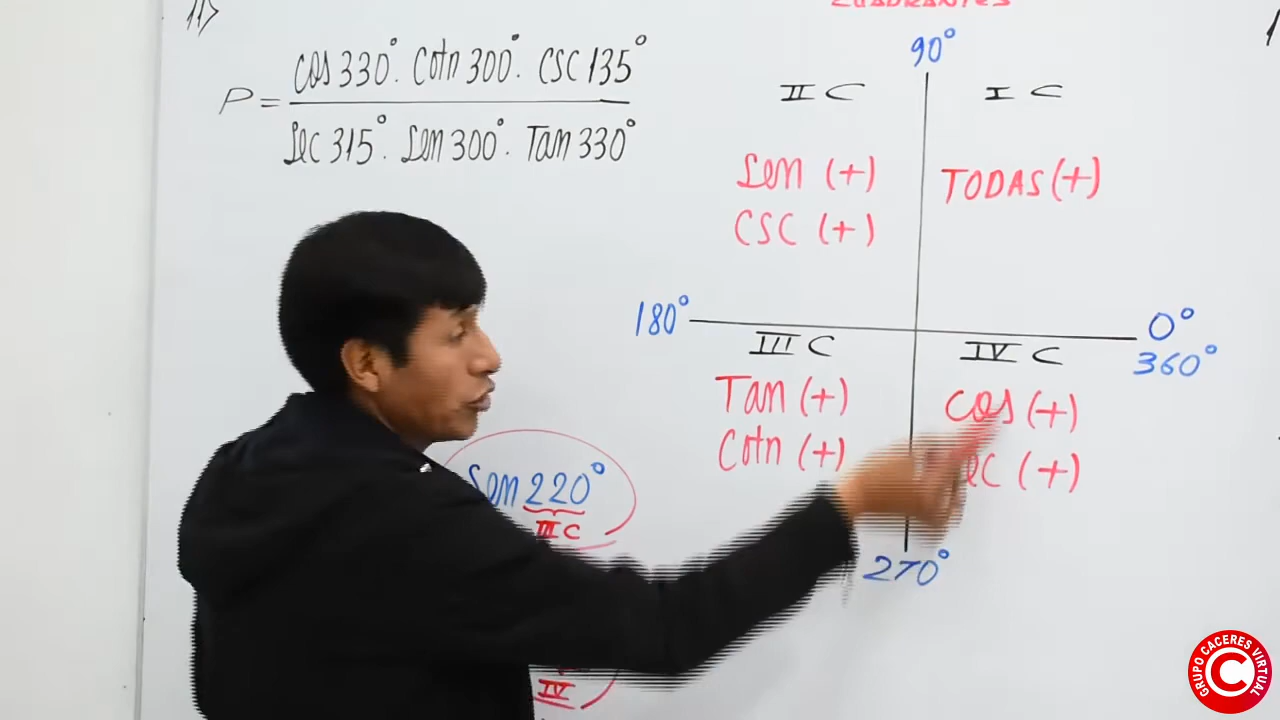 11>
CUADRANTES
P = cos 330°. Cotn 300°. CSC 135°
Sec 315°. Sen 300°. Tan 330°
90°
II C
I C
Sen (+)
CSC (+)
TODAS (+)
180°
0°
360°
III C
IV C
Tan (+)
Cotn (+)
cos (+)
(+)
270°
Sen 220°
III C
IV
GRUPO CACERES VIRTUAL
C